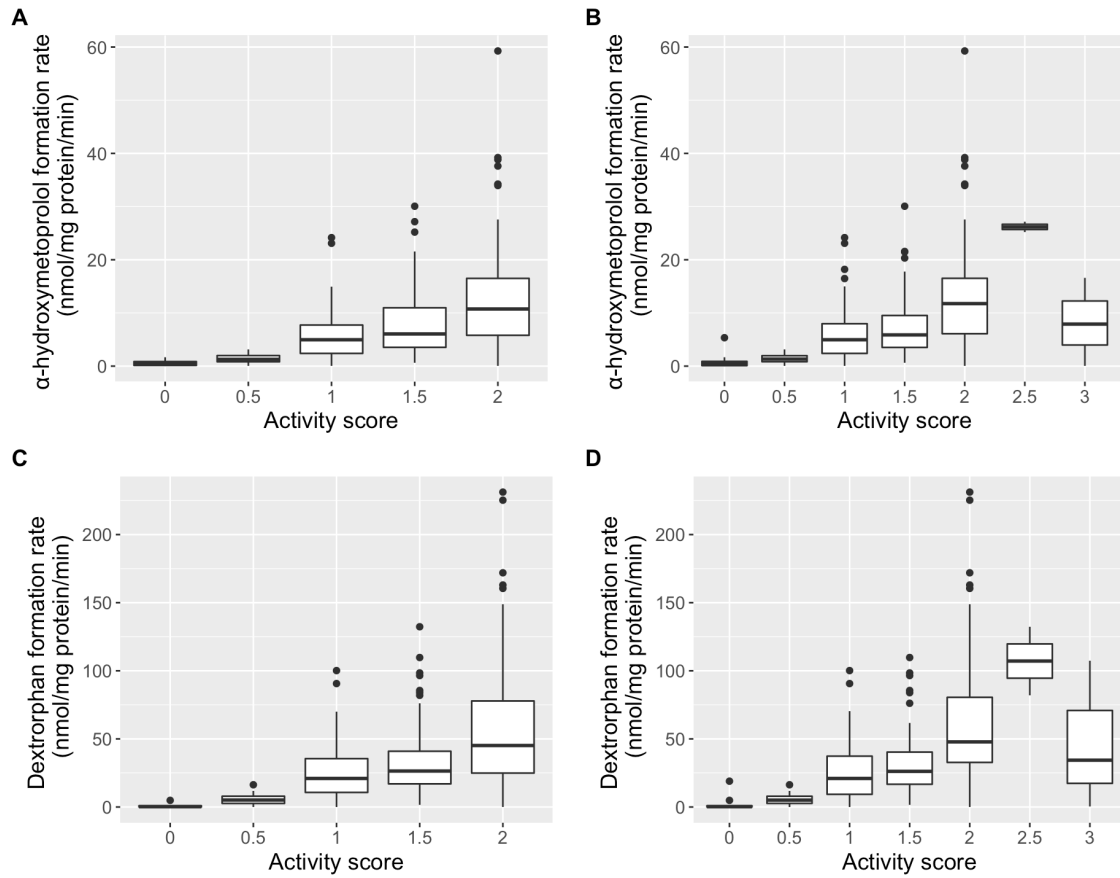 A
α-hydroxymetoprolol formation rate
(nmol/mg protein/min)
60
40
20
0
0 0.5 1 1.5 2
Activity score
B
α-hydroxymetoprolol formation rate
(nmol/mg protein/min)
60
40
20
0
0 0.5 1 1.5 2 2.5 3
Activity score
C
Dextrorphan formation rate
(nmol/mg protein/min)
200
150
100
50
0
0 0.5 1 1.5 2
Activity score
D
Dextrorphan formation rate
(nmol/mg protein/min)
200
150
100
50
0
0 0.5 1 1.5 2 2.5 3
Activity score